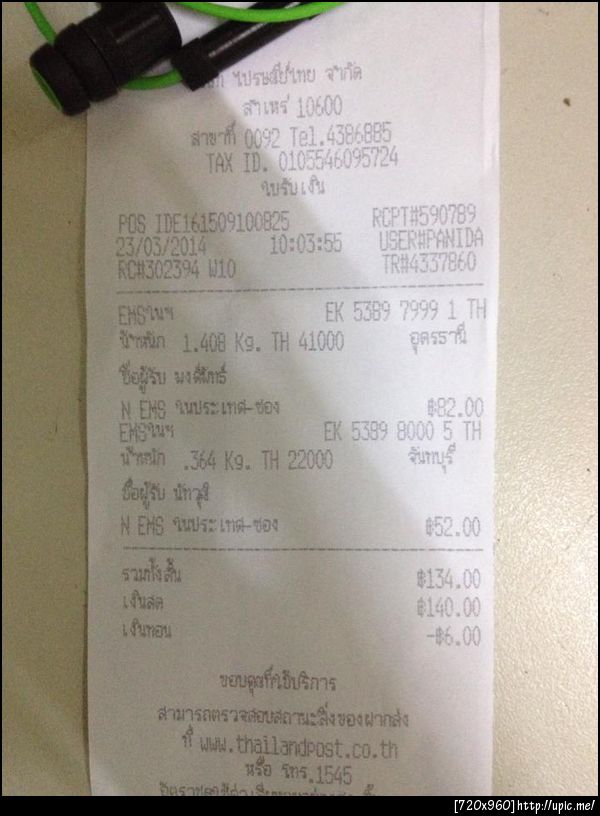 ไปรษณีย์ไทย จำกัด
สำเหร่ 10600
สาขาที่ 0092 Tel.4386885
TAX ID. 0105546095724
ใบรับเงิน
POS IDE161509100825 RCPT#590789
23/03/2014 10:03:55 USER#PANIDA
RC#302394 W10 TR#4337860
EMSในฯ EK 5389 7999 1 TH
น้ำหนัก 1.408 Kg. TH 41000 อุดรธานี
ชื่อผู้รับ
N EMS ในประเทศ-ซอง ฿82.00
EMSในฯ EK 5389 8000 5 TH
น้ำหนัก .364 Kg. TH 22000 จันทบุรี
ชื่อผู้รับ นัทวุฒิ
N EMS ในประเทศ-ซอง ฿52.00
รวมทั้งสิ้น ฿134.00
เงินสด ฿140.00
เงินทอน -฿6.00
ขอบคุณที่ใช้บริการ
สามารถตรวจสอบสถานะสิ่งของฝากส่ง
ที่ www.thailandpost.co.th
หรือ โทร.1545
[720x960]http://upic.me/